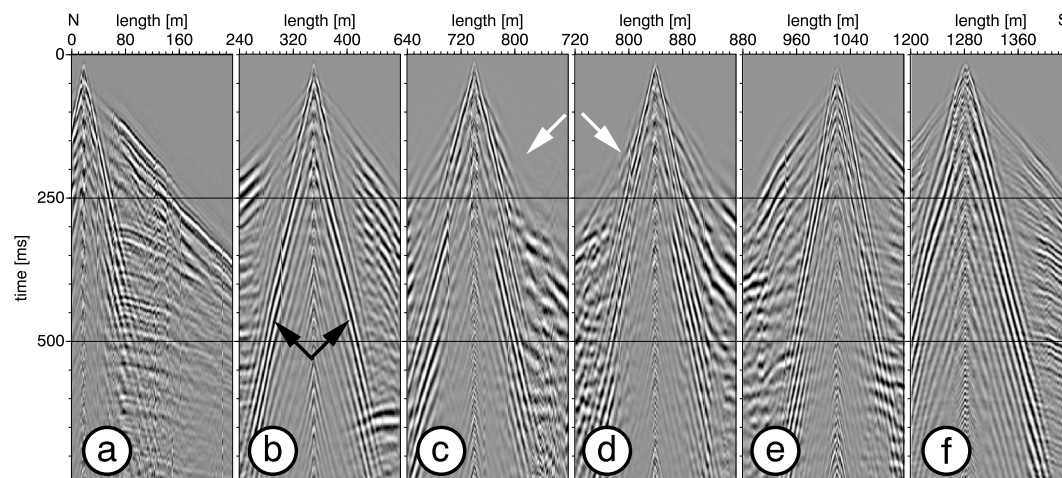 N length [m] length [m] length [m] length [m] length [m] length [m] S
0 80 160 240 320 400 640 720 800 720 800 880 880 960 1040 1200 1280 1360
0
250
time [ms]
500
a b c d e f